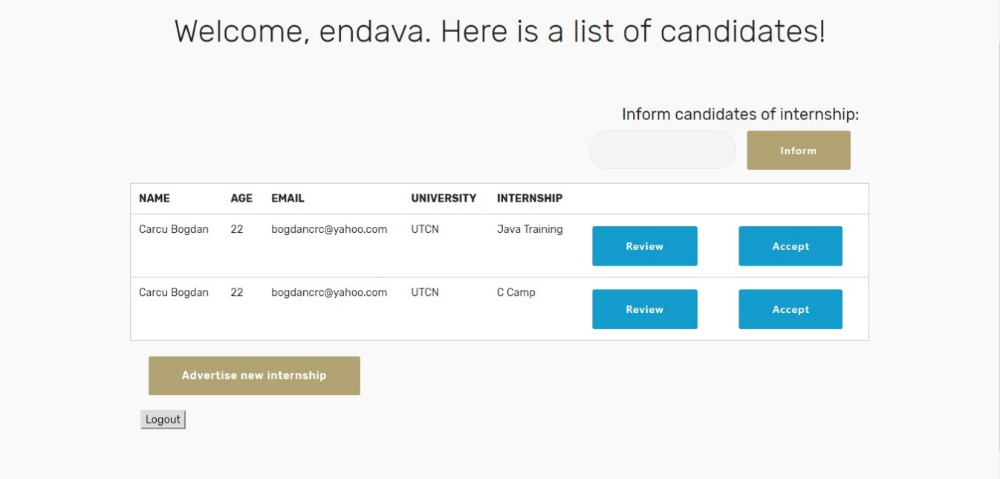 Welcome, endava. Here is a list of candidates!
Inform candidates of internship:
Inform
NAME AGE EMAIL UNIVERSITY INTERNSHIP
Carcu Bogdan 22 bogdancrc@yahoo.com UTCN Java Training Review Accept
Carcu Bogdan 22 bogdancrc@yahoo.com UTCN C Camp Review Accept
Advertise new internship
Logout